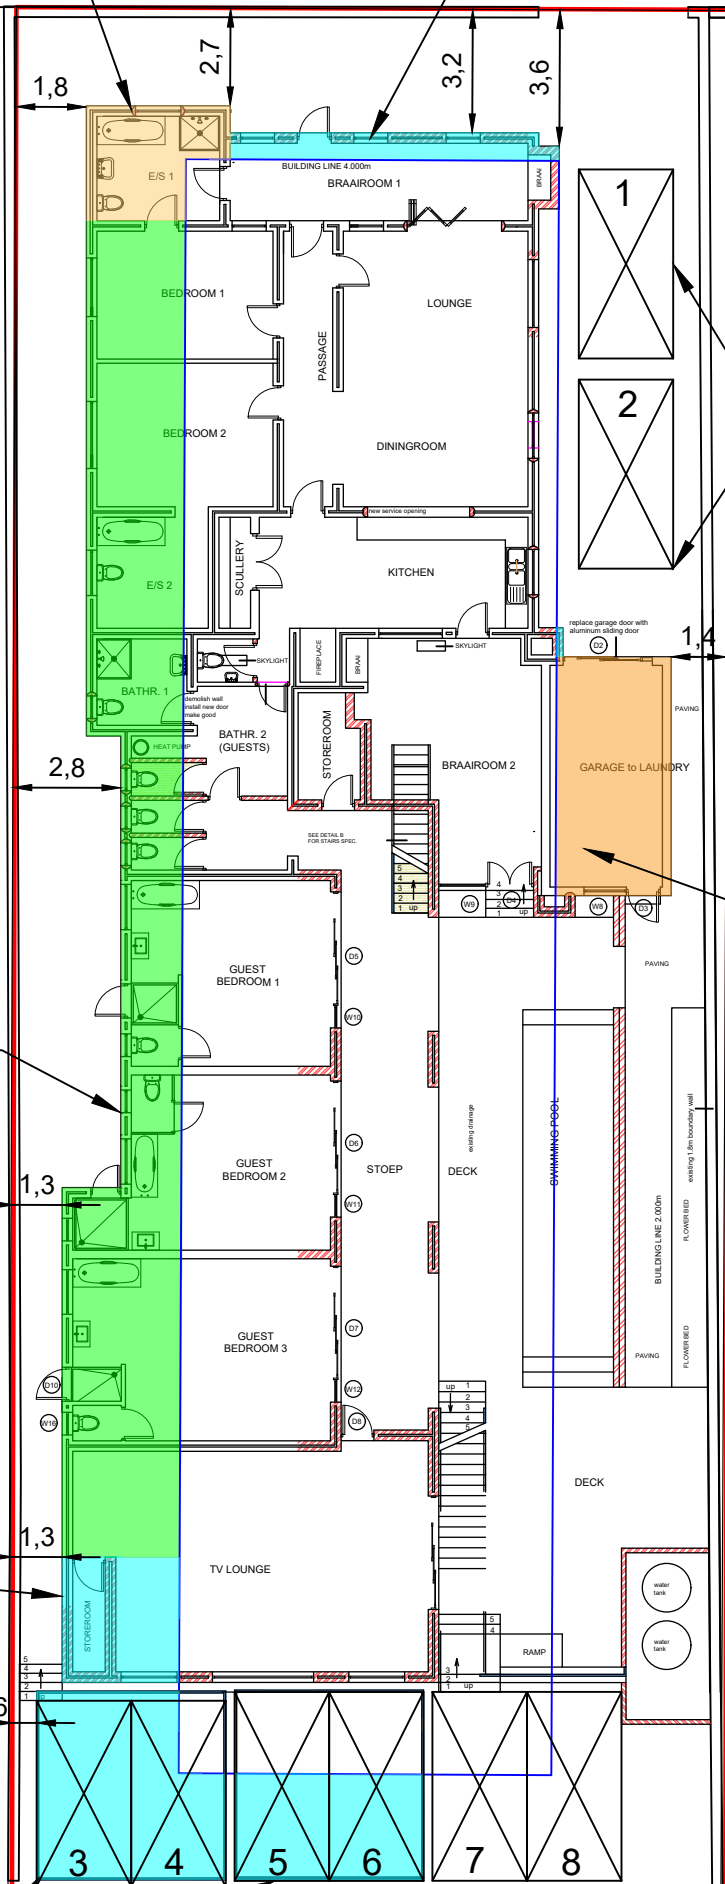 2,7
3,2
3,6
1,8
E/S 1
BUILDING LINE 4.000m
BRAAIROOM 1
BRAAI
1
BEDROOM 1
LOUNGE
PASSAGE
2
BEDROOM 2
DININGROOM
new service opening
SCULLERY
KITCHEN
E/S 2
replace garage door with
aluminum sliding door
D2
1,4
SKYLIGHT
FIREPLACE
BRAAI
SKYLIGHT
BATHR. 1
demolish wall
install new door
make good
PAVING
BATHR. 2
(GUESTS)
HEAT PUMP
STOREROOM
2,8
BRAAIROOM 2
GARAGE to LAUNDRY
SEE DETAIL B
FOR STAIRS SPEC.
5
4
3
2
1 up
W9
4
3
2
1 up
D4
W8
D3
D5
GUEST
BEDROOM 1
PAVING
W10
existing drainage
SWIMMING POOL
existing 1.8m boundary wall
D6
GUEST
BEDROOM 2
STOEP
DECK
1,3
W11
BUILDING LINE 2.000m
FLOWER BED
D7
GUEST
BEDROOM 3
PAVING
FLOWER BED
D10
W12
up 1
2
3
4
5
W16
D8
DECK
1,3
TV LOUNGE
STOREROOM
water
tank
water
tank
5
4
RAMP
3
2
1 up
5
4
3
2
1 up
6
3
4
5
6
7
8